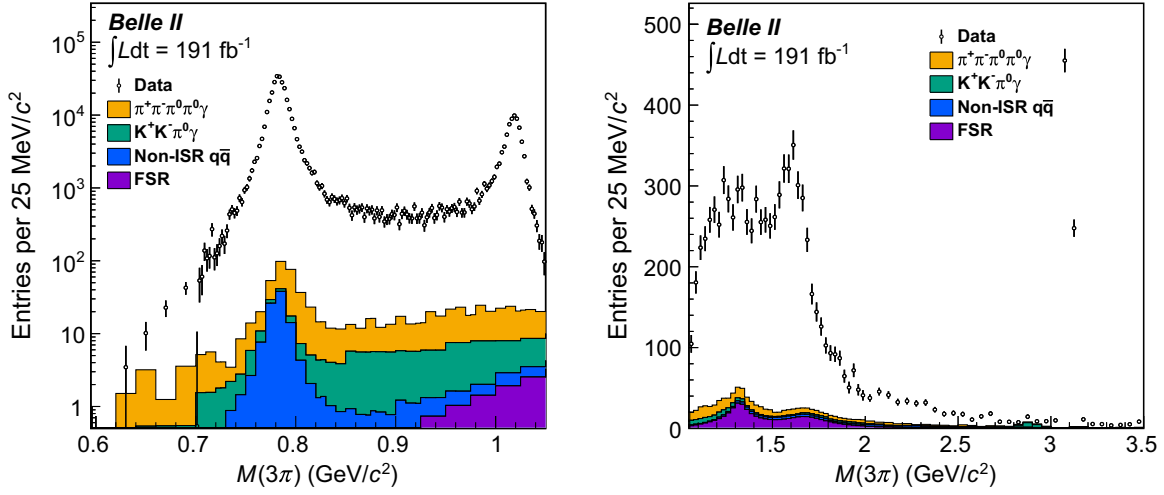 Belle II
∫Ldt = 191 fb⁻¹
Data
π⁺π⁻π⁰π⁰γ
K⁺K⁻π⁰γ
Non-ISR qq̅
FSR
Entries per 25 MeV/c²
10⁵
10⁴
10³
10²
10
1
0.6 0.7 0.8 0.9 1
M(3π) (GeV/c²)
Belle II
∫Ldt = 191 fb⁻¹
Data
π⁺π⁻π⁰π⁰γ
K⁺K⁻π⁰γ
Non-ISR qq̅
FSR
Entries per 25 MeV/c²
500
400
300
200
100
0
1.5 2 2.5 3 3.5
M(3π) (GeV/c²)